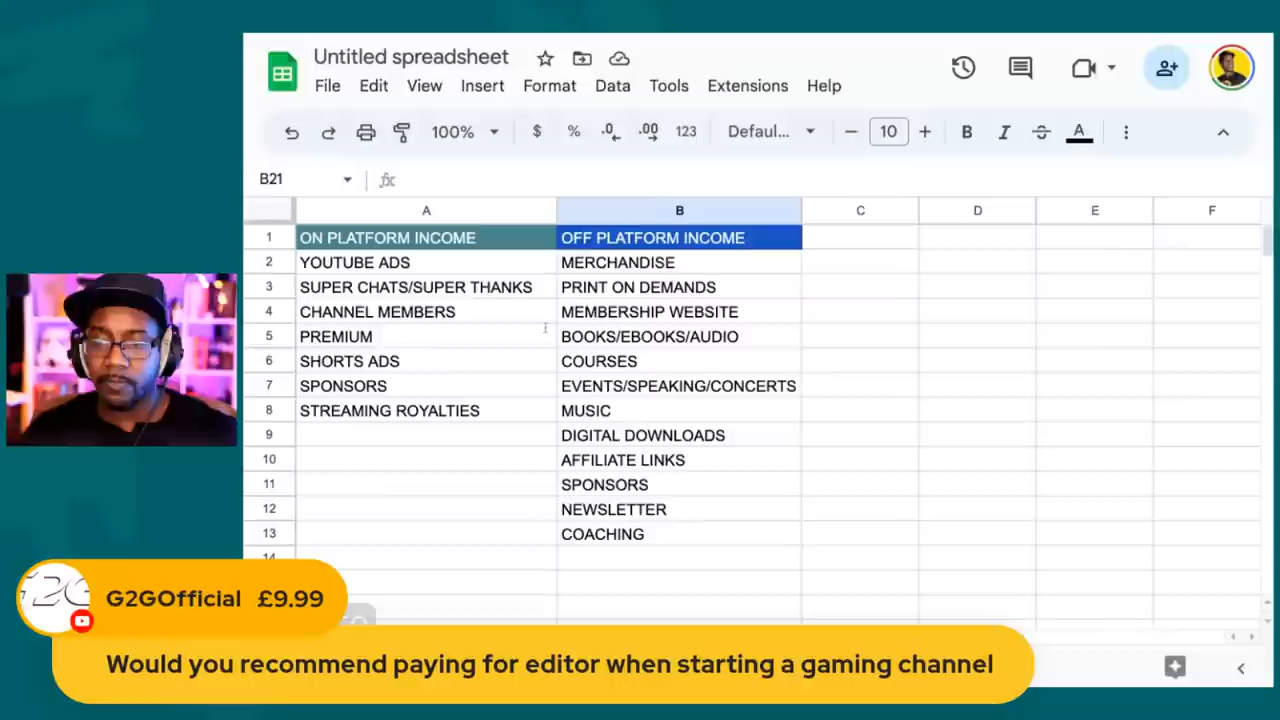 Untitled spreadsheet
File Edit View Insert Format Data Tools Extensions Help
100% $ % .0 .00 123 Defaul... − 10 + B I S A
B21 fx
A B C D E F
1 ON PLATFORM INCOME OFF PLATFORM INCOME
2 YOUTUBE ADS MERCHANDISE
3 SUPER CHATS/SUPER THANKS PRINT ON DEMANDS
4 CHANNEL MEMBERS MEMBERSHIP WEBSITE
5 PREMIUM BOOKS/EBOOKS/AUDIO
6 SHORTS ADS COURSES
7 SPONSORS EVENTS/SPEAKING/CONCERTS
8 STREAMING ROYALTIES MUSIC
9 DIGITAL DOWNLOADS
10 AFFILIATE LINKS
11 SPONSORS
12 NEWSLETTER
13 COACHING
14
G2G
G2GOfficial £9.99
Would you recommend paying for editor when starting a gaming channel